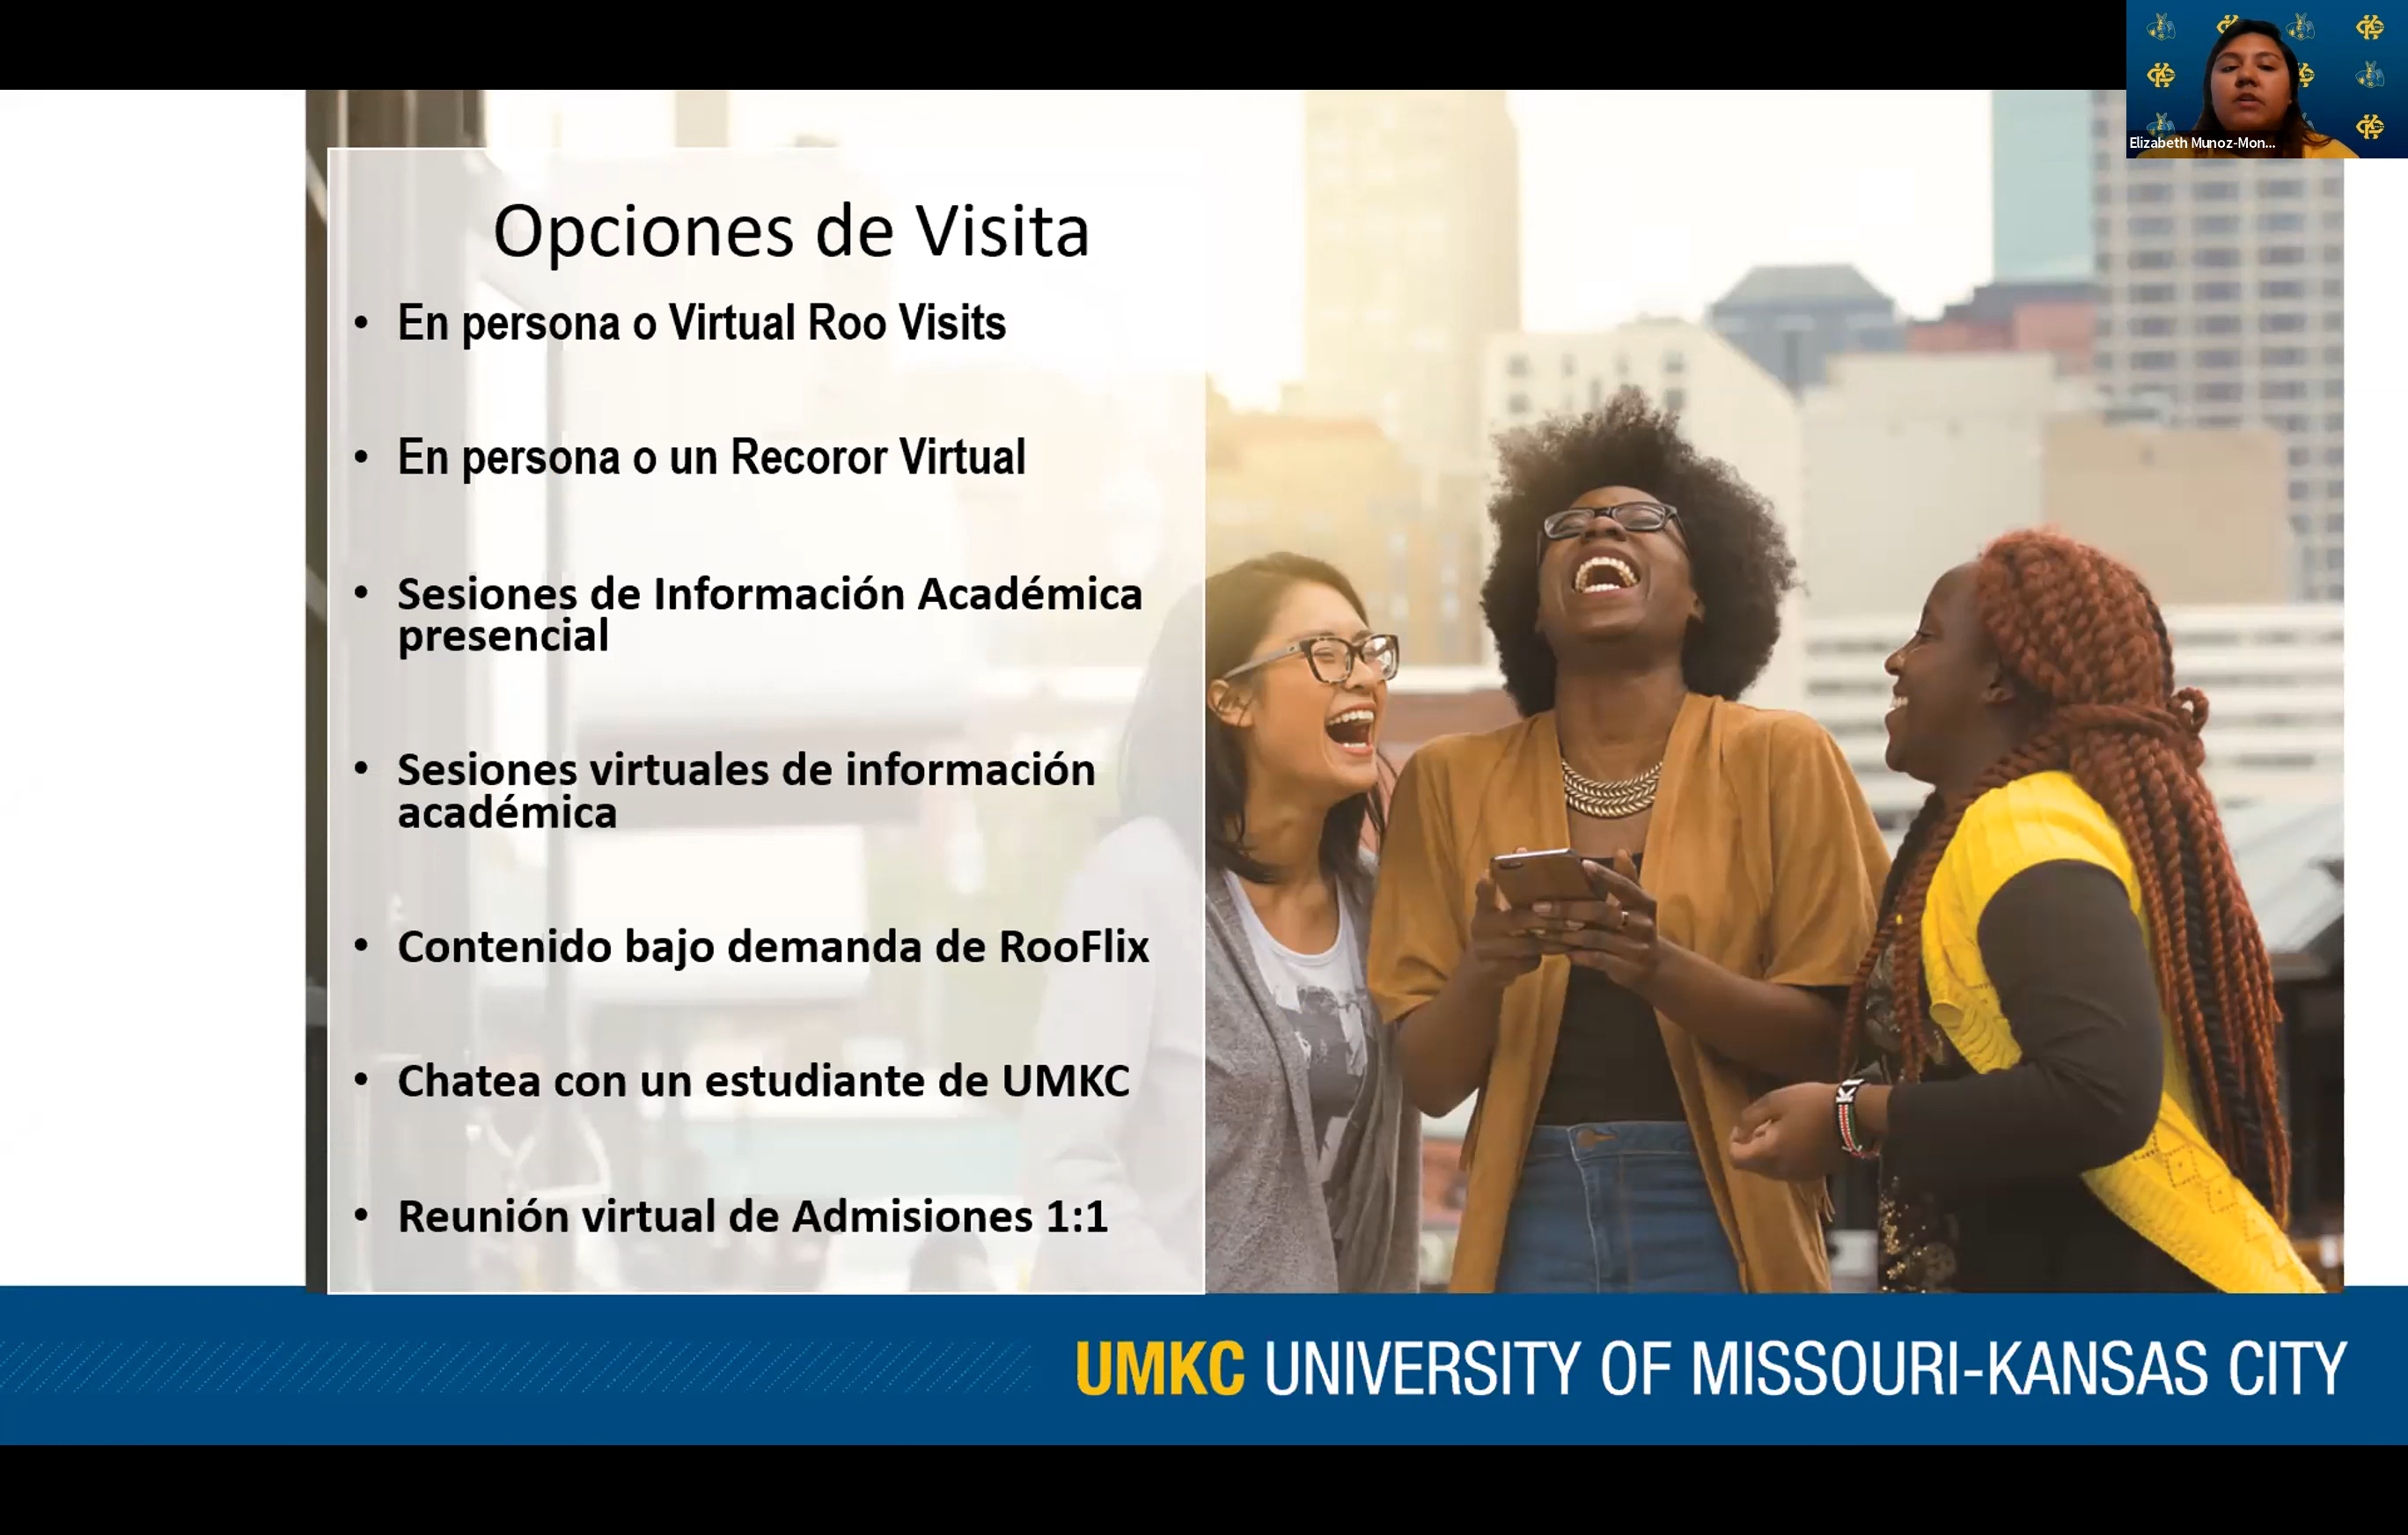 Elizabeth Munoz-Mon...
Opciones de Visita
• En persona o Virtual Roo Visits
• En persona o un Recoror Virtual
• Sesiones de Información Académica
presencial
• Sesiones virtuales de información
académica
• Contenido bajo demanda de RooFlix
• Chatea con un estudiante de UMKC
• Reunión virtual de Admisiones 1:1
UMKC UNIVERSITY OF MISSOURI-KANSAS CITY